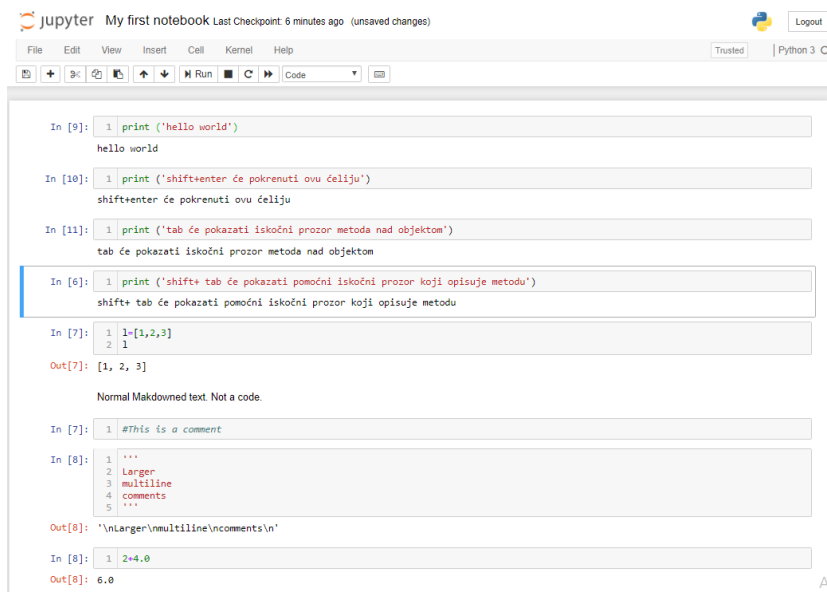 jupyter My first notebook Last Checkpoint: 6 minutes ago (unsaved changes) Logout
File Edit View Insert Cell Kernel Help Trusted Python 3
Run Code
In [9]: 1 print ('hello world')
hello world
In [10]: 1 print ('shift+enter će pokrenuti ovu ćeliju')
shift+enter će pokrenuti ovu ćeliju
In [11]: 1 print ('tab će pokazati iskočni prozor metoda nad objektom')
tab će pokazati iskočni prozor metoda nad objektom
In [6]: 1 print ('shift+ tab će pokazati pomoćni iskočni prozor koji opisuje metodu')
shift+ tab će pokazati pomoćni iskočni prozor koji opisuje metodu
In [7]: 1 l=[1,2,3]
2 l
Out[7]: [1, 2, 3]
Normal Makdowned text. Not a code.
In [7]: 1 #This is a comment
In [8]: 1 '''
2 Larger
3 multiline
4 comments
5 '''
Out[8]: '\nLarger\nmultiline\ncomments\n'
In [8]: 1 2+4.0
Out[8]: 6.0
A